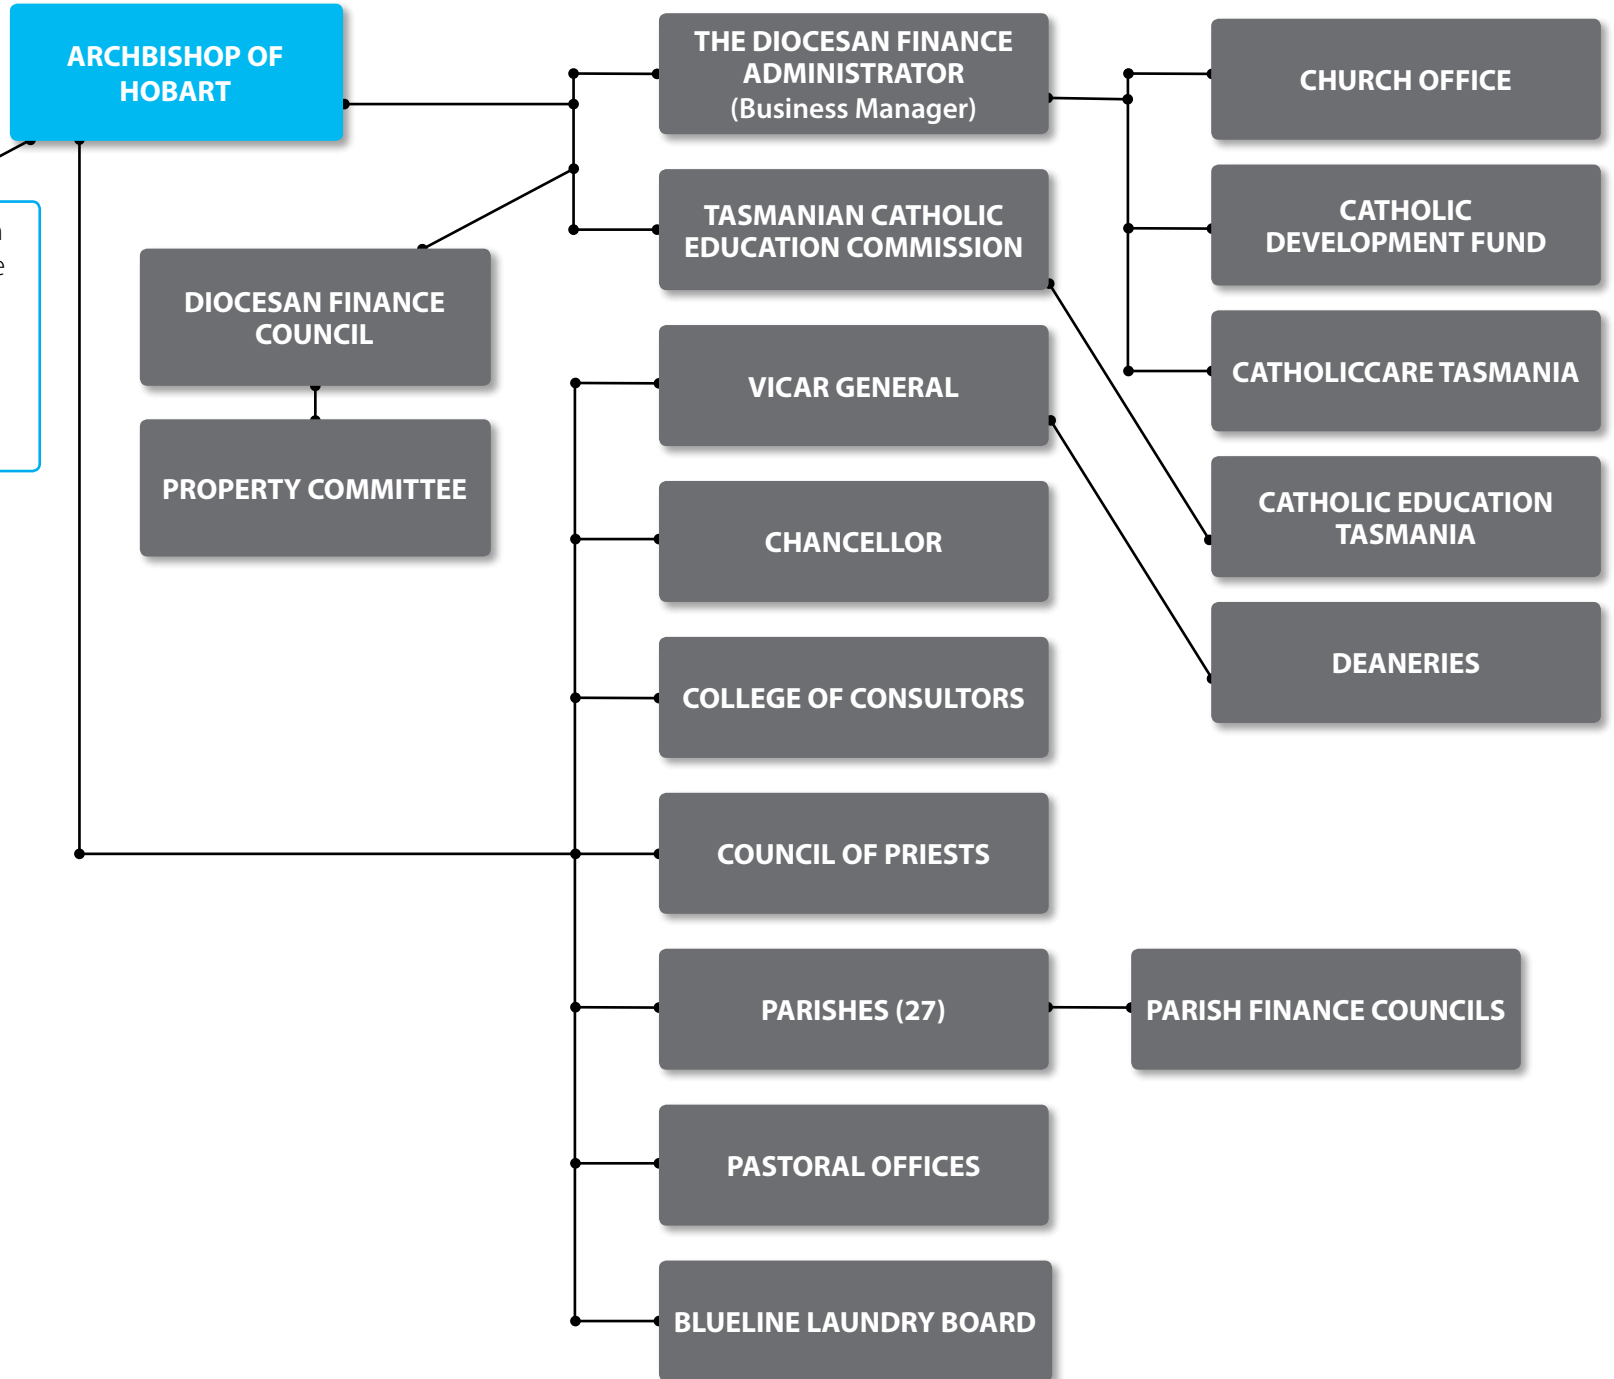 ARCHBISHOP OF
HOBART
THE DIOCESAN FINANCE
ADMINISTRATOR
(Business Manager)
CHURCH OFFICE
TASMANIAN CATHOLIC
EDUCATION COMMISSION
CATHOLIC
DEVELOPMENT FUND
DIOCESAN FINANCE
COUNCIL
VICAR GENERAL
CATHOLICCARE TASMANIA
PROPERTY COMMITTEE
CHANCELLOR
CATHOLIC EDUCATION
TASMANIA
COLLEGE OF CONSULTORS
DEANERIES
COUNCIL OF PRIESTS
PARISHES (27)
PARISH FINANCE COUNCILS
PASTORAL OFFICES
BLUELINE LAUNDRY BOARD